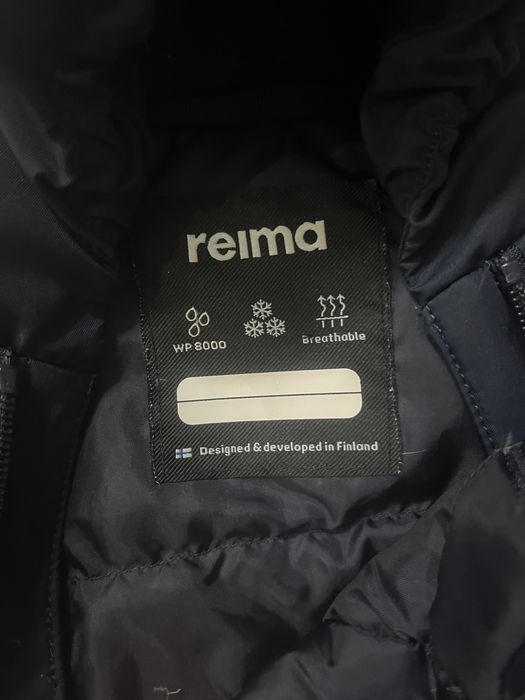 reima
WP 8000
Breathable
Designed & developed in Finland